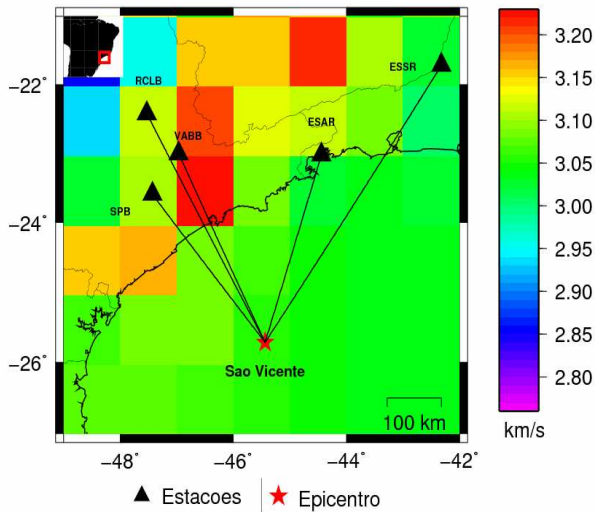 ESSR
RCLB
ESAR
VABB
SPB
Sao Vicente
100 km
−22
−24
−26
−48
−46
−44
−42
3.20
3.15
3.10
3.05
3.00
2.95
2.90
2.85
2.80
km/s
Estacoes
Epicentro